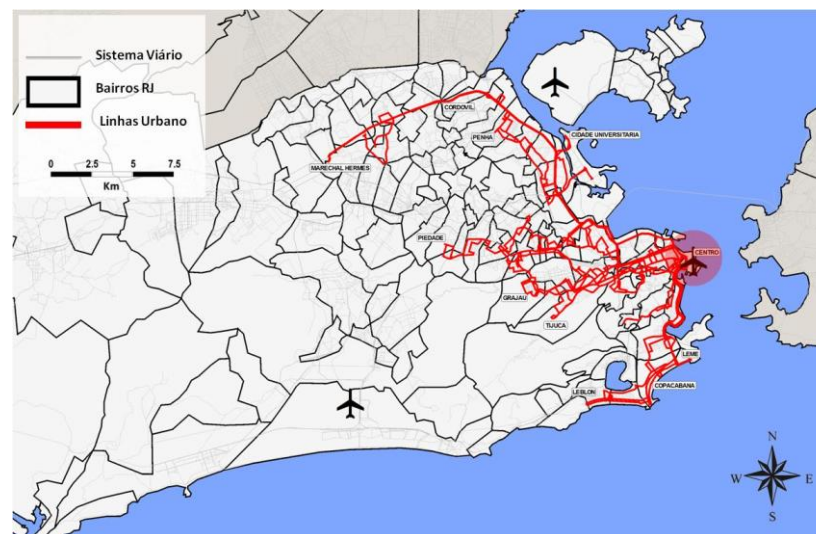 Sistema Viário
Bairros RJ
Linhas Urbano
0 2.5 5 7.5
Km
CORDOVIL
PENHA
CIDADE UNIVERSITARIA
MARECHAL HERMES
PIEDADE
CENTRO
GRAJAU
TIJUCA
LEME
COPACABANA
LEBLON
N
W E
S